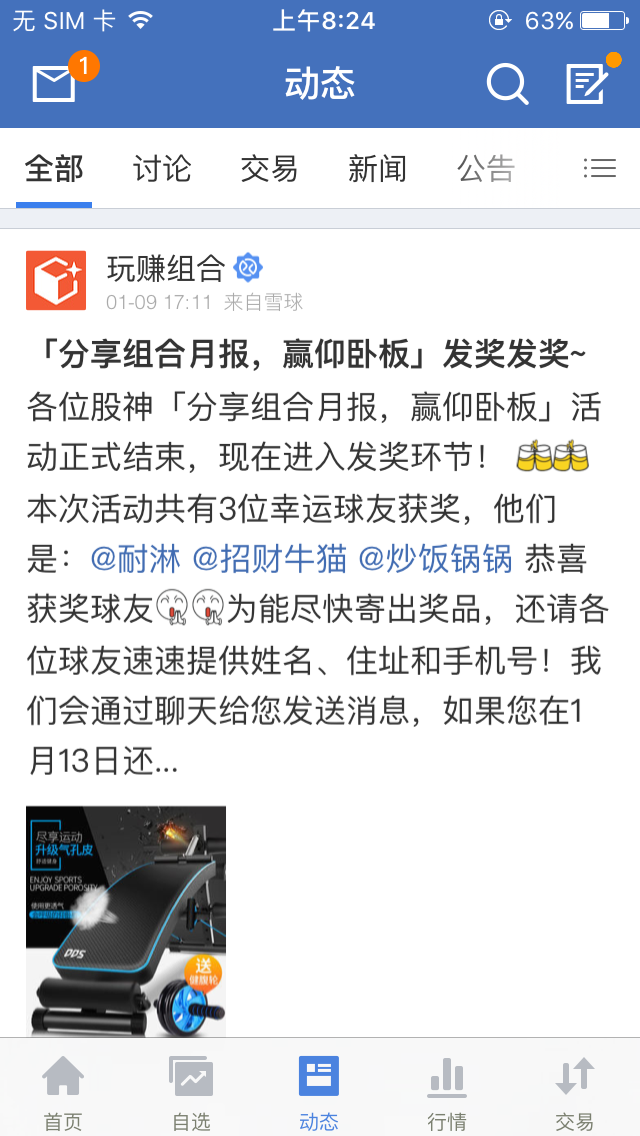 无 SIM 卡 上午8:24 63%
1
动态
全部 讨论 交易 新闻 公告
玩赚组合
01-09 17:11 来自雪球
「分享组合月报，赢仰卧板」发奖发奖~
各位股神「分享组合月报，赢仰卧板」活
动正式结束，现在进入发奖环节！
本次活动共有3位幸运球友获奖，他们
是：@耐淋 @招财牛猫 @炒饭锅锅 恭喜
获奖球友为能尽快寄出奖品，还请各
位球友速速提供姓名、住址和手机号！我
们会通过聊天给您发送消息，如果您在1
月13日还...
尽享运动
升级气孔皮
舒适健身
ENJOY SPORTS
UPGRADE POROSITY
使用更透气
DDS
送
健腹轮
首页 自选 动态 行情 交易